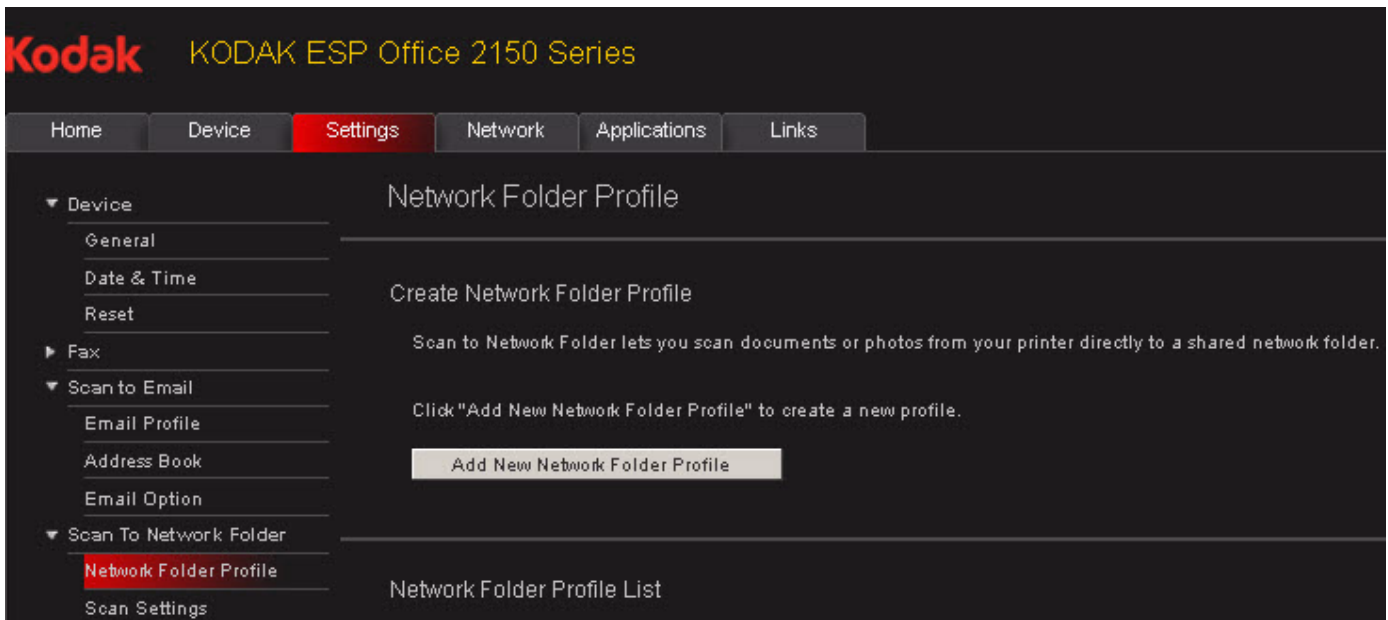 Kodak KODAK ESP Office 2150 Series
Home Device Settings Network Applications Links
Device
General
Date & Time
Reset
Fax
Scan to Email
Email Profile
Address Book
Email Option
Scan To Network Folder
Network Folder Profile
Scan Settings
Network Folder Profile
Create Network Folder Profile
Scan to Network Folder lets you scan documents or photos from your printer directly to a shared network folder.
Click "Add New Network Folder Profile" to create a new profile.
Add New Network Folder Profile
Network Folder Profile List